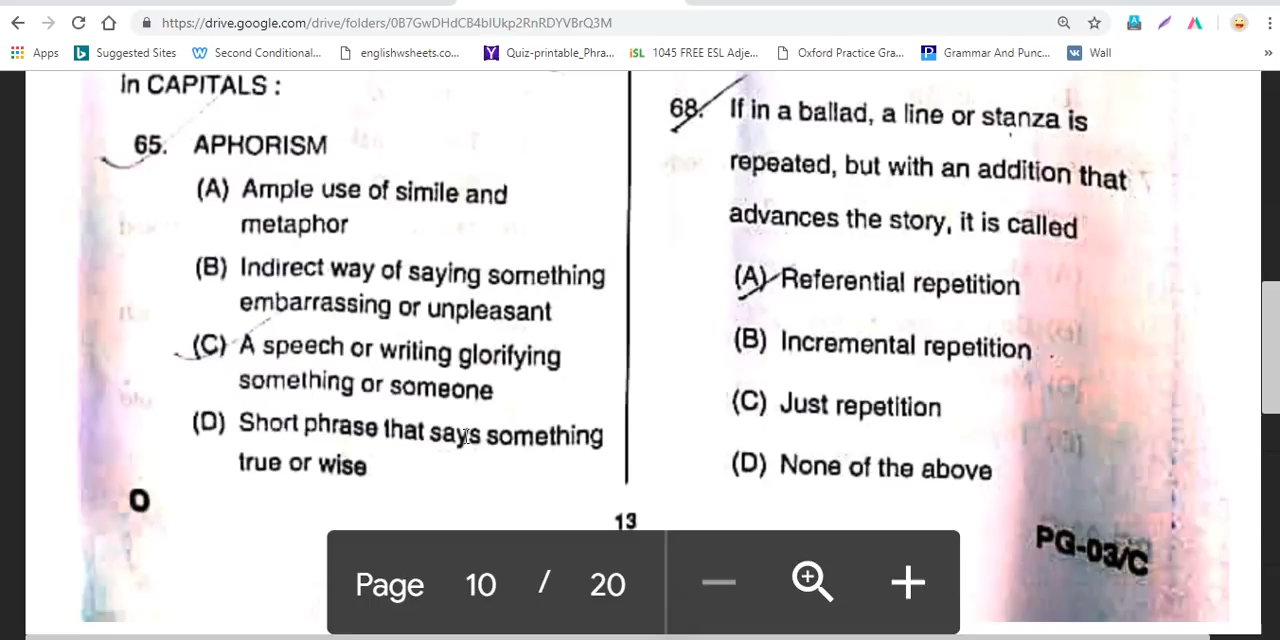 https://drive.google.com/drive/folders/0B7GwDHdCB4blUkp2RnRDYVBrQ3M
Apps
Suggested Sites
Second Conditional...
englishwsheets.co...
Quiz-printable_Phra...
iSL 1045 FREE ESL Adje...
Oxford Practice Gra...
Grammar And Punc...
Wall
»
in CAPITALS :
65. APHORISM
(A) Ample use of simile and
metaphor
(B) Indirect way of saying something
embarrassing or unpleasant
(C) A speech or writing glorifying
something or someone
(D) Short phrase that says something
true or wise
O
68. If in a ballad, a line or stanza is
repeated, but with an addition that
advances the story, it is called
(A) Referential repetition
(B) Incremental repetition
(C) Just repetition
(D) None of the above
13
PG-03/C
Page 10 / 20